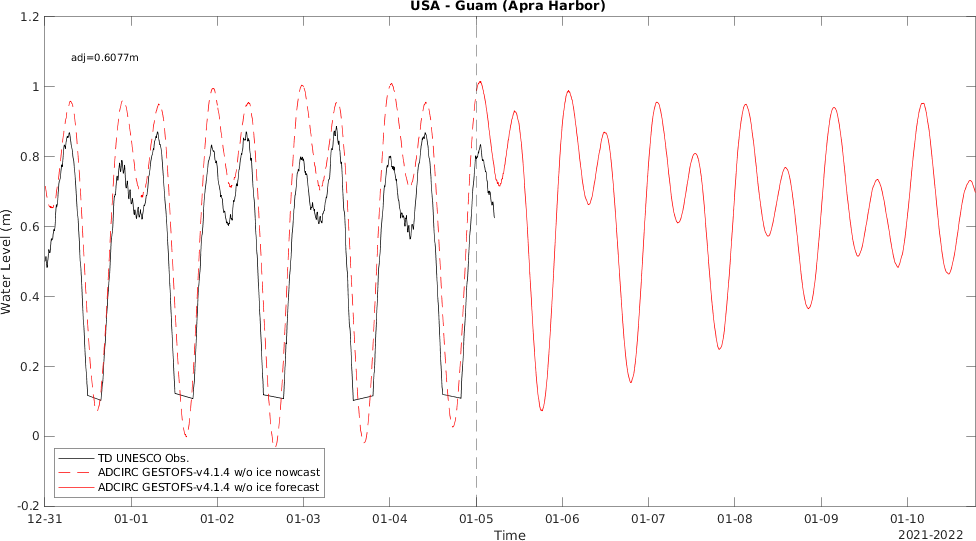 USA - Guam (Apra Harbor)
1.2
adj=0.6077m
1
0.8
0.6
0.4
0.2
0
-0.2
Water Level (m)
TD UNESCO Obs.
ADCIRC GESTOFS-v4.1.4 w/o ice nowcast
ADCIRC GESTOFS-v4.1.4 w/o ice forecast
12-31 01-01 01-02 01-03 01-04 01-05 01-06 01-07 01-08 01-09 01-10
Time
2021-2022